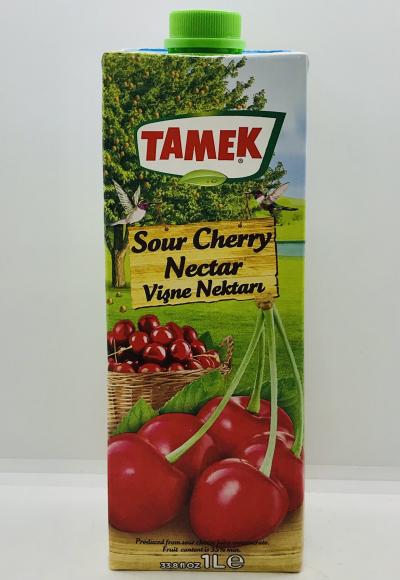 TAMEK®
Sour Cherry
Nectar
Vişne Nektarı
Produced from sour cherry juice concentrate.
Fruit content is 35% min.
33.8 fl OZ 1L e